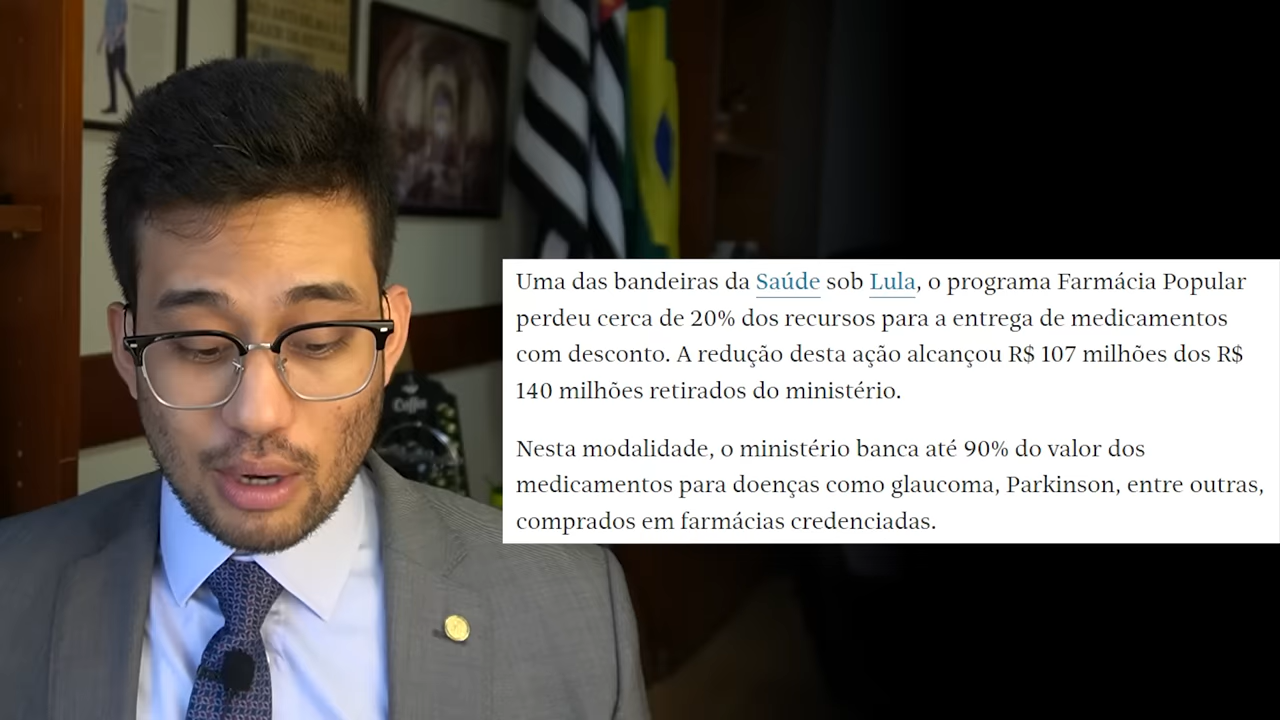 Coffee
Uma das bandeiras da Saúde sob Lula, o programa Farmácia Popular
perdeu cerca de 20% dos recursos para a entrega de medicamentos
com desconto. A redução desta ação alcançou R$ 107 milhões dos R$
140 milhões retirados do ministério.
Nesta modalidade, o ministério banca até 90% do valor dos
medicamentos para doenças como glaucoma, Parkinson, entre outras,
comprados em farmácias credenciadas.